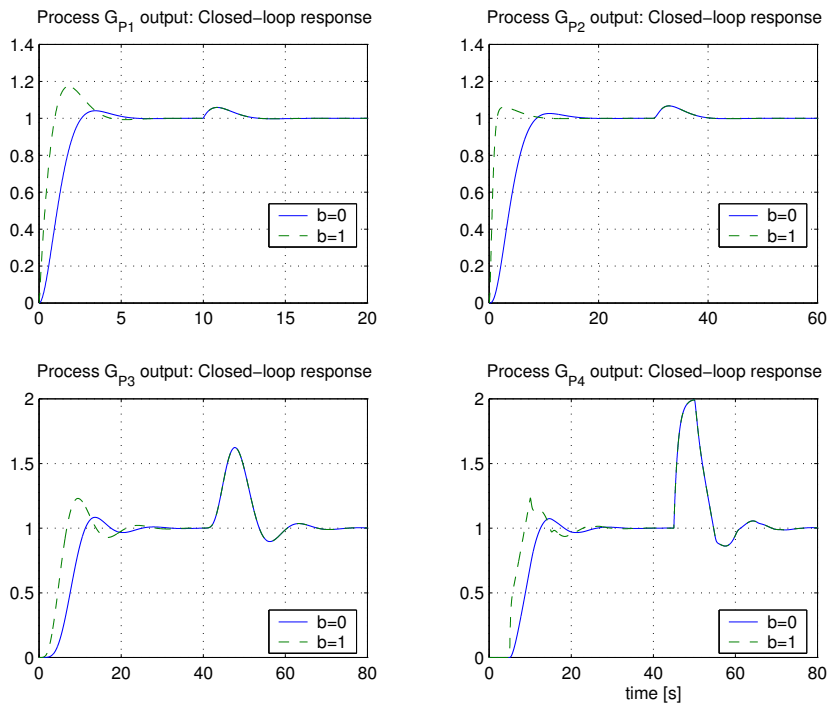 Process G_P1 output: Closed–loop response
1.4
1.2
1
0.8
0.6
0.4
0.2
0
0 5 10 15 20
b=0
b=1
Process G_P2 output: Closed–loop response
1.4
1.2
1
0.8
0.6
0.4
0.2
0
0 20 40 60
b=0
b=1
Process G_P3 output: Closed–loop response
2
1.5
1
0.5
0
0 20 40 60 80
b=0
b=1
Process G_P4 output: Closed–loop response
2
1.5
1
0.5
0
0 20 40 60 80
b=0
b=1
time [s]